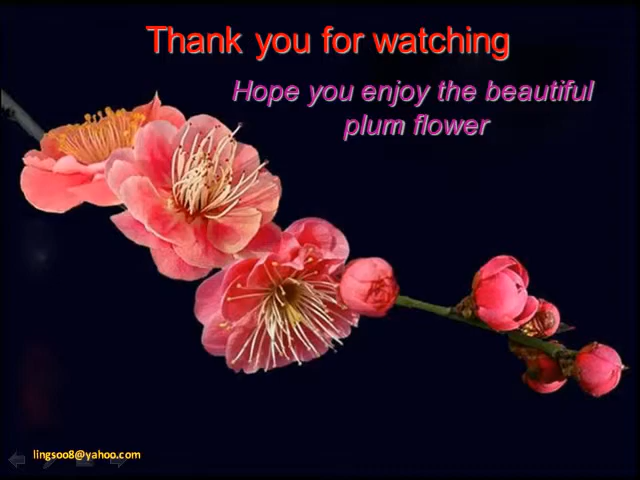 Thank you for watching
Hope you enjoy the beautiful
plum flower
lingsoo8@yahoo.com